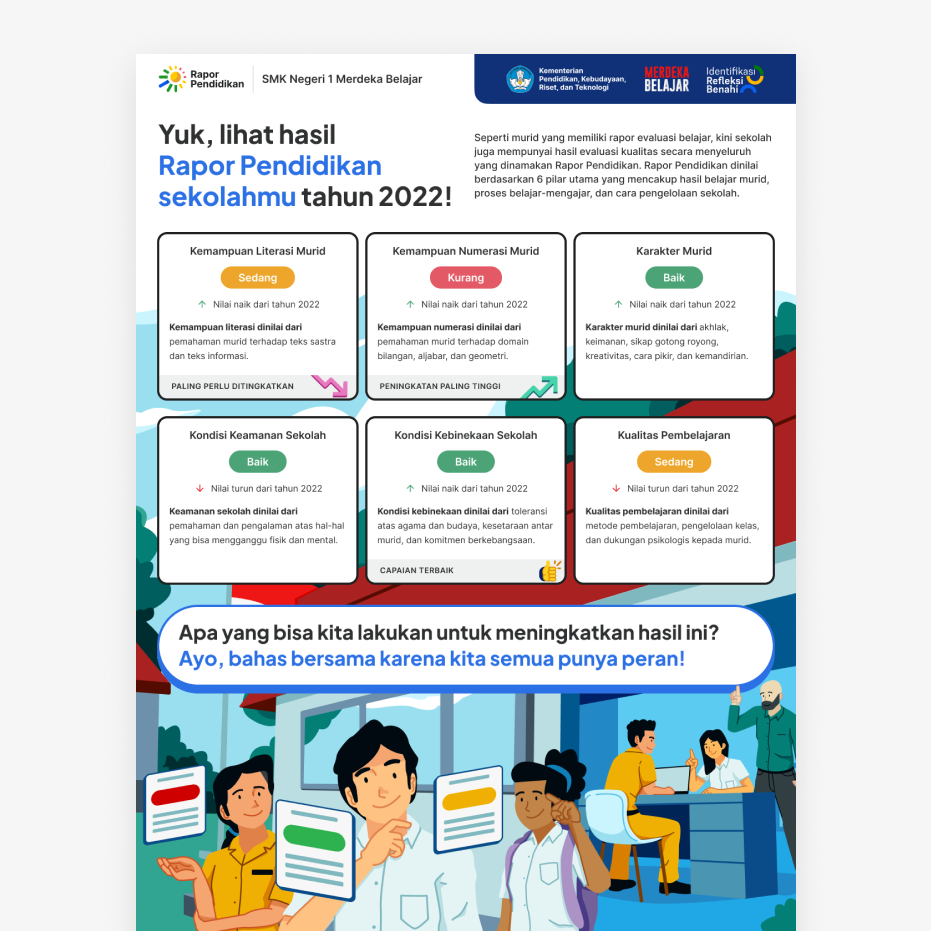 Rapor
Pendidikan
SMK Negeri 1 Merdeka Belajar
Kementerian
Pendidikan, Kebudayaan,
Riset, dan Teknologi
MERDEKA
BELAJAR
Identifikasi
Refleksi
Benahi
Yuk, lihat hasil
Rapor Pendidikan
sekolahmu tahun 2022!
Seperti murid yang memiliki rapor evaluasi belajar, kini sekolah
juga mempunyai hasil evaluasi kualitas secara menyeluruh
yang dinamakan Rapor Pendidikan. Rapor Pendidikan dinilai
berdasarkan 6 pilar utama yang mencakup hasil belajar murid,
proses belajar-mengajar, dan cara pengelolaan sekolah.
Kemampuan Literasi Murid
Sedang
↑ Nilai naik dari tahun 2022
Kemampuan literasi dinilai dari
pemahaman murid terhadap teks sastra
dan teks informasi.
PALING PERLU DITINGKATKAN
Kemampuan Numerasi Murid
Kurang
↑ Nilai naik dari tahun 2022
Kemampuan numerasi dinilai dari
pemahaman murid terhadap domain
bilangan, aljabar, dan geometri.
PENINGKATAN PALING TINGGI
Karakter Murid
Baik
↑ Nilai naik dari tahun 2022
Karakter murid dinilai dari akhlak,
keimanan, sikap gotong royong,
kreativitas, cara pikir, dan kemandirian.
Kondisi Keamanan Sekolah
Baik
↓ Nilai turun dari tahun 2022
Keamanan sekolah dinilai dari
pemahaman dan pengalaman atas hal-hal
yang bisa mengganggu fisik dan mental.
Kondisi Kebinekaan Sekolah
Baik
↑ Nilai naik dari tahun 2022
Kondisi kebinekaan dinilai dari toleransi
atas agama dan budaya, kesetaraan antar
murid, dan komitmen berkebangsaan.
CAPAIAN TERBAIK
Kualitas Pembelajaran
Sedang
↓ Nilai turun dari tahun 2022
Kualitas pembelajaran dinilai dari
metode pembelajaran, pengelolaan kelas,
dan dukungan psikologis kepada murid.
Apa yang bisa kita lakukan untuk meningkatkan hasil ini?
Ayo, bahas bersama karena kita semua punya peran!